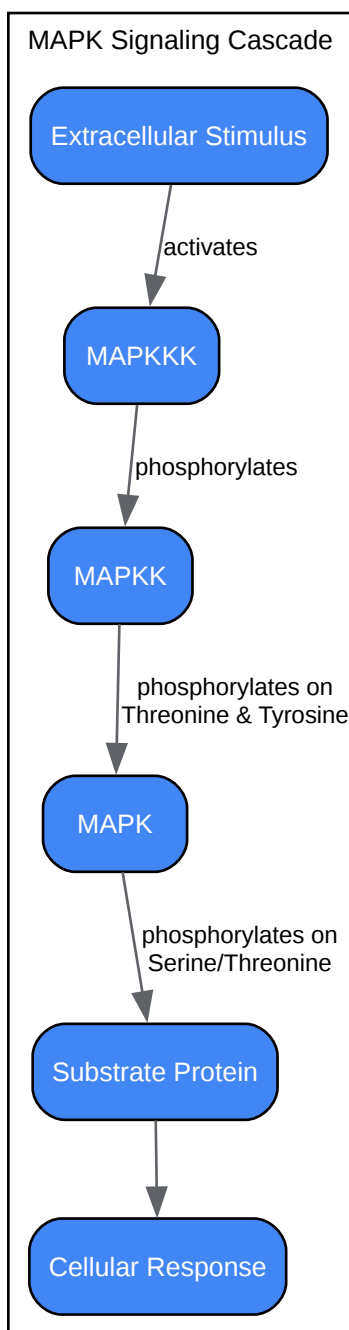 MAPK Signaling Cascade
Extracellular Stimulus
activates
MAPKKK
phosphorylates
MAPKK
phosphorylates on
Threonine & Tyrosine
MAPK
phosphorylates on
Serine/Threonine
Substrate Protein
Cellular Response